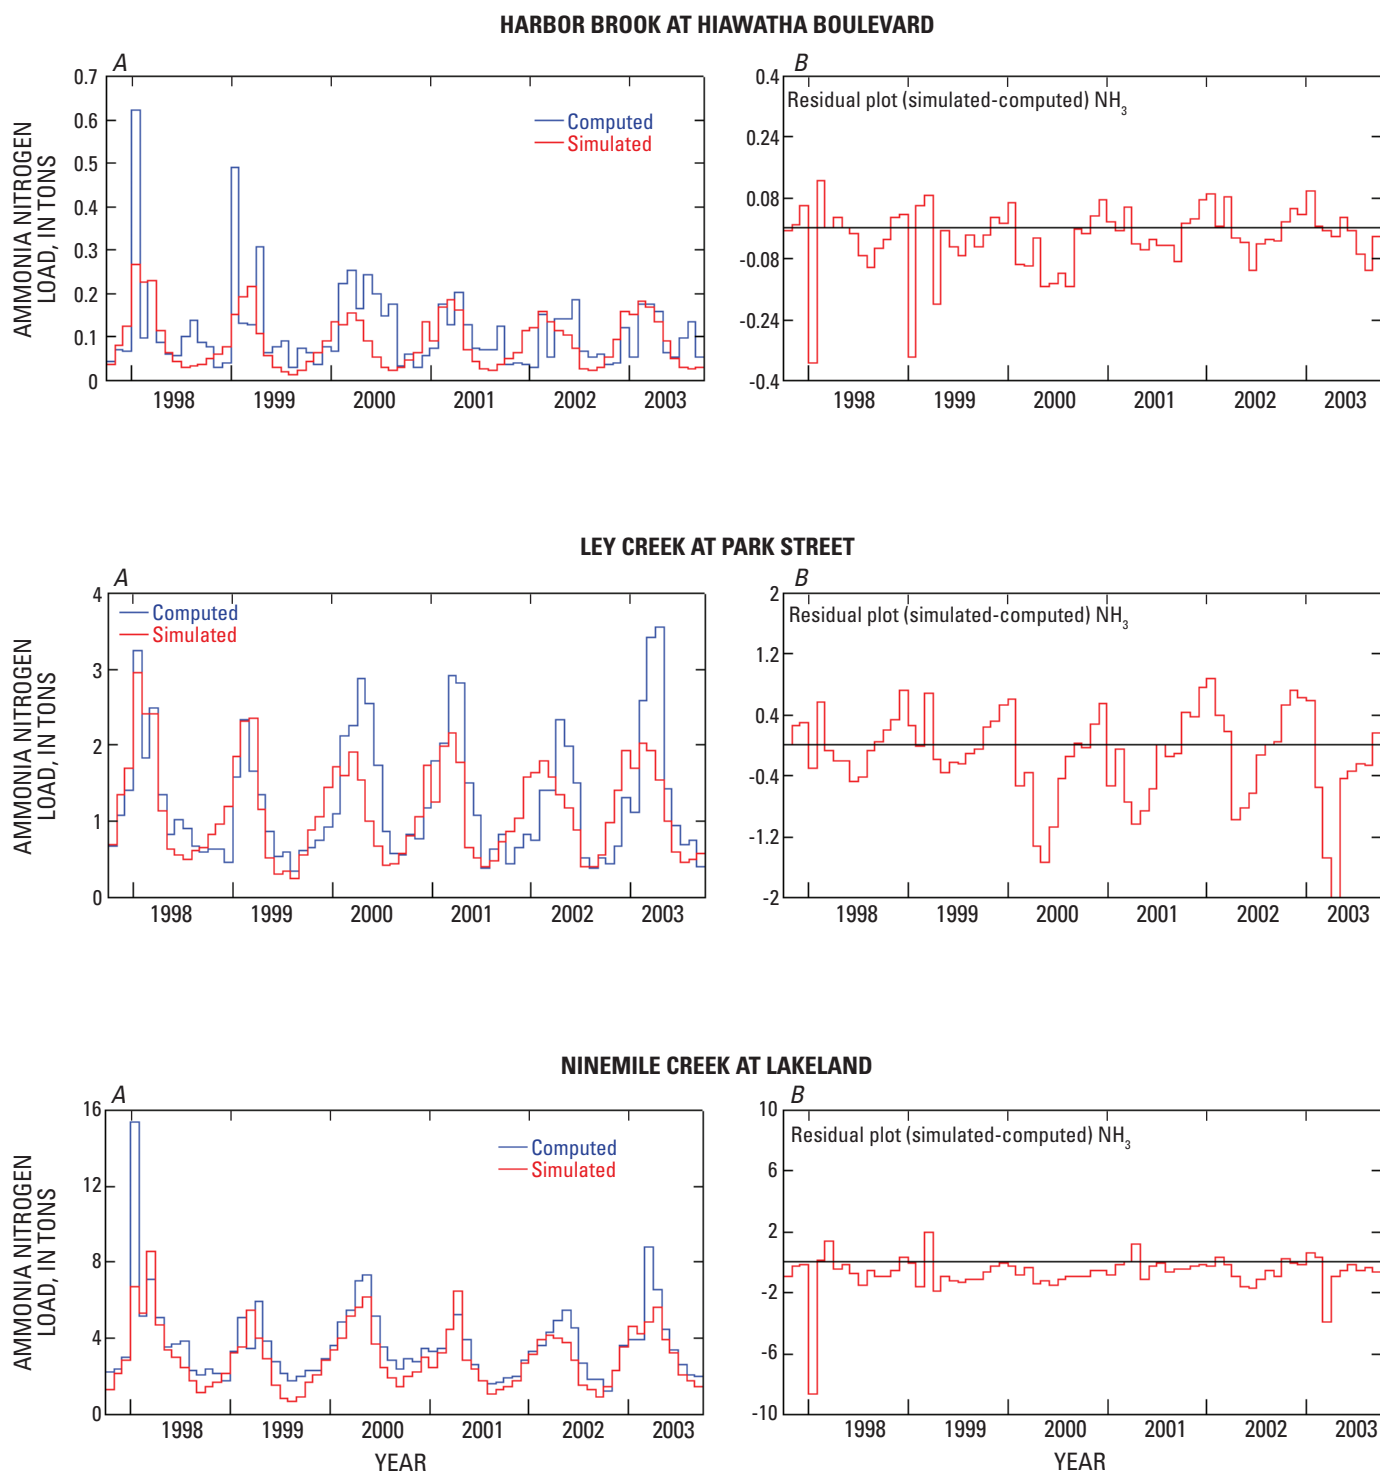 HARBOR BROOK AT HIAWATHA BOULEVARD
A
AMMONIA NITROGEN
LOAD, IN TONS
0.7
0.6
0.5
0.4
0.3
0.2
0.1
0
Computed
Simulated
1998 1999 2000 2001 2002 2003
B
Residual plot (simulated-computed) NH3
0.4
0.24
0.08
-0.08
-0.24
-0.4
1998 1999 2000 2001 2002 2003
LEY CREEK AT PARK STREET
A
AMMONIA NITROGEN
LOAD, IN TONS
4
3
2
1
0
Computed
Simulated
1998 1999 2000 2001 2002 2003
B
Residual plot (simulated-computed) NH3
2
1.2
0.4
-0.4
-1.2
-2
1998 1999 2000 2001 2002 2003
NINEMILE CREEK AT LAKELAND
A
AMMONIA NITROGEN
LOAD, IN TONS
16
12
8
4
0
Computed
Simulated
1998 1999 2000 2001 2002 2003
YEAR
B
Residual plot (simulated-computed) NH3
10
6
2
-2
-6
-10
1998 1999 2000 2001 2002 2003
YEAR